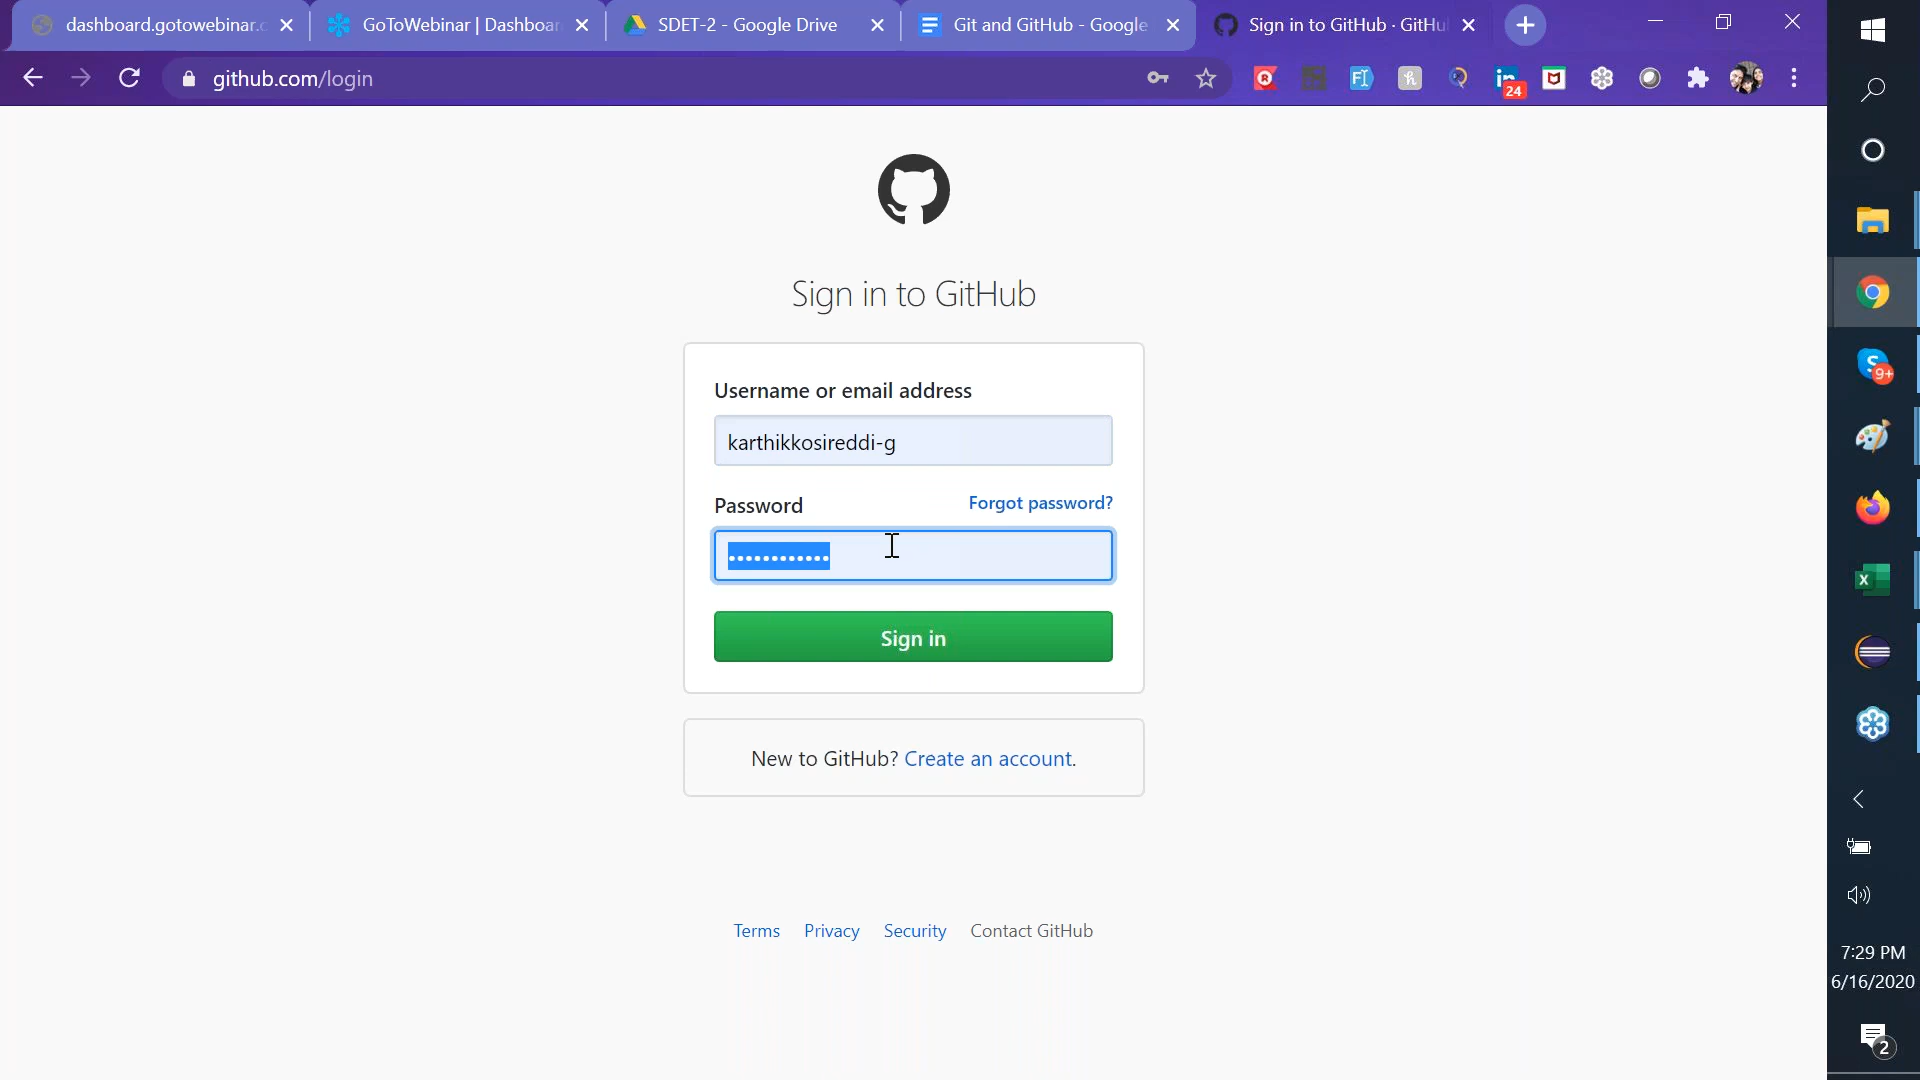 dashboard.gotowebinar.c
GoToWebinar | Dashboar
SDET-2 - Google Drive
Git and GitHub - Google
Sign in to GitHub · GitHu
github.com/login
24
Sign in to GitHub
Username or email address
karthikkosireddi-g
Password
Forgot password?
Sign in
New to GitHub? Create an account.
Terms
Privacy
Security
Contact GitHub
9+
7:29 PM
6/16/2020
2